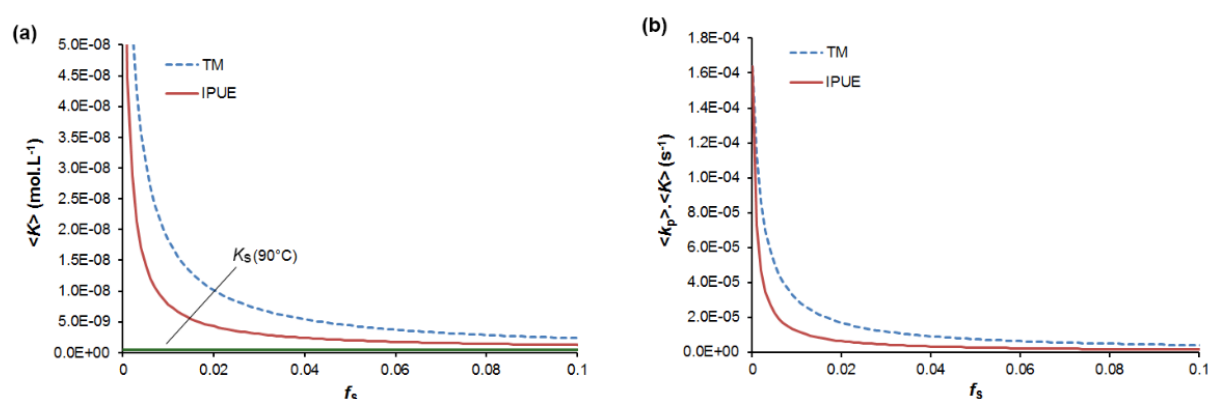 (a)
5.0E-08
4.5E-08
4.0E-08
3.5E-08
3.0E-08
2.5E-08
2.0E-08
1.5E-08
1.0E-08
5.0E-09
0.0E+00
<K> (mol.L⁻¹)
TM
IPUE
Ks (90°C)
0 0.02 0.04 0.06 0.08 0.1
fs
(b)
1.8E-04
1.6E-04
1.4E-04
1.2E-04
1.0E-04
8.0E-05
6.0E-05
4.0E-05
2.0E-05
0.0E+00
<kp>.<K> (s⁻¹)
TM
IPUE
0 0.02 0.04 0.06 0.08 0.1
fs